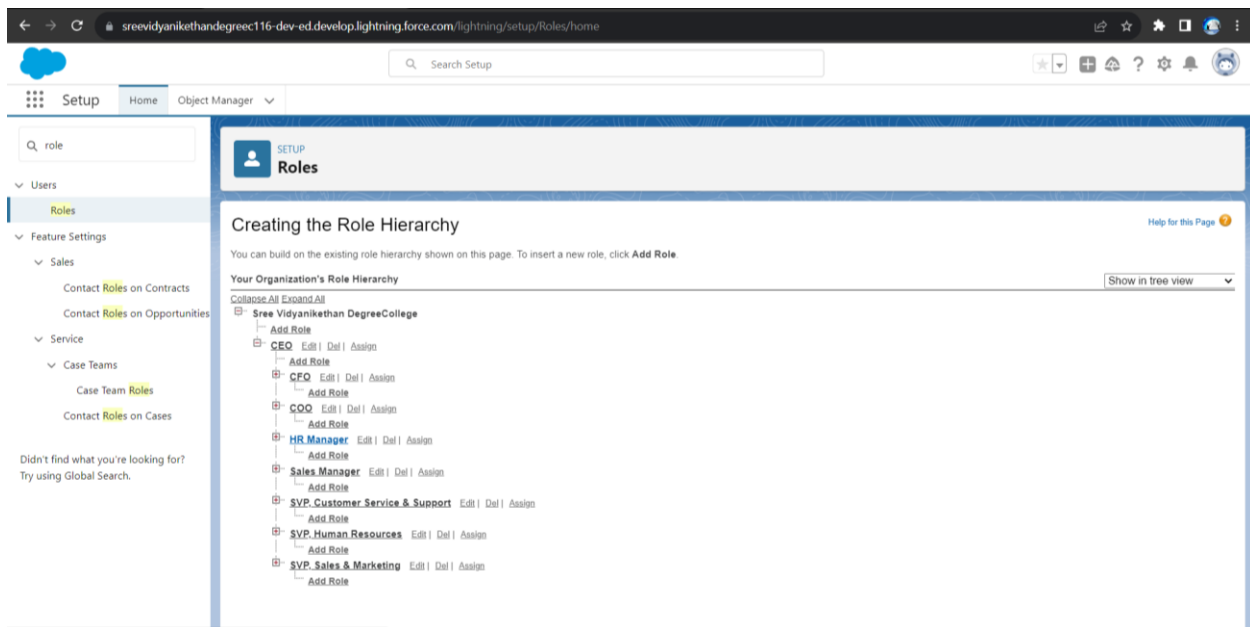 sreevidyanikethandegreec116-dev-ed.develop.lightning.force.com/lightning/setup/Roles/home
Search Setup
Setup Home Object Manager
role
Users
Roles
Feature Settings
Sales
Contact Roles on Contracts
Contact Roles on Opportunities
Service
Case Teams
Case Team Roles
Contact Roles on Cases
Didn't find what you're looking for?
Try using Global Search.
SETUP
Roles
Creating the Role Hierarchy
Help for this Page ?
You can build on the existing role hierarchy shown on this page. To insert a new role, click Add Role.
Your Organization's Role Hierarchy
Show in tree view
Collapse All Expand All
Sree Vidyanikethan DegreeCollege
Add Role
CEO Edit | Del | Assign
Add Role
CFO Edit | Del | Assign
Add Role
COO Edit | Del | Assign
Add Role
HR Manager Edit | Del | Assign
Add Role
Sales Manager Edit | Del | Assign
Add Role
SVP, Customer Service & Support Edit | Del | Assign
Add Role
SVP, Human Resources Edit | Del | Assign
Add Role
SVP, Sales & Marketing Edit | Del | Assign
Add Role